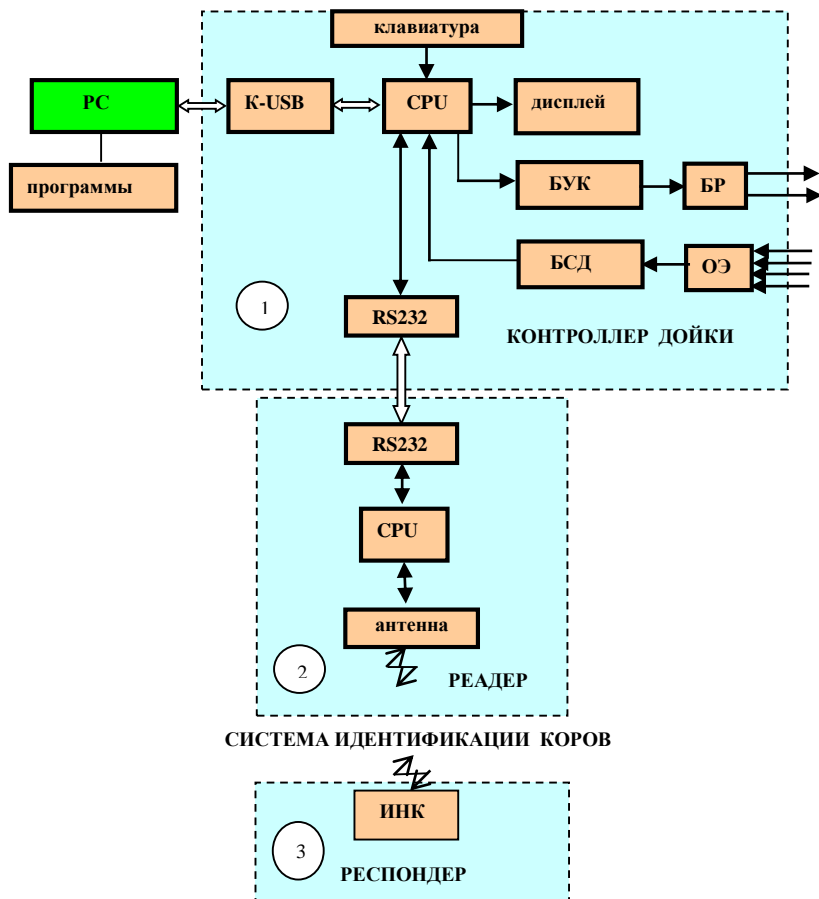 клавиатура
PC
К-USB
CPU
дисплей
программы
БУК
БР
БСД
ОЭ
1
RS232
КОНТРОЛЛЕР ДОЙКИ
RS232
CPU
антенна
2
РЕАДЕР
СИСТЕМА ИДЕНТИФИКАЦИИ КОРОВ
ИНК
3
РЕСПОНДЕР